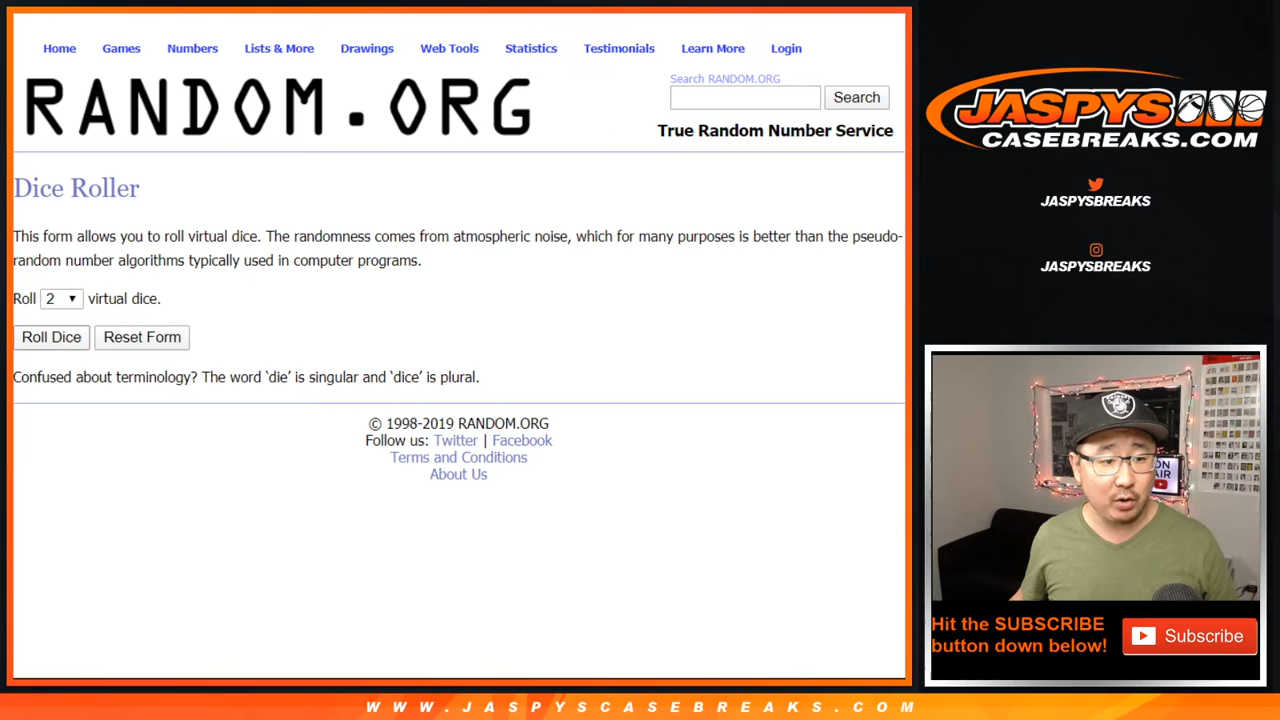 Home Games Numbers Lists & More Drawings Web Tools Statistics Testimonials Learn More Login
RANDOM.ORG
Search RANDOM.ORG
Search
True Random Number Service
Dice Roller
This form allows you to roll virtual dice. The randomness comes from atmospheric noise, which for many purposes is better than the pseudo-
random number algorithms typically used in computer programs.
Roll 2 virtual dice.
Roll Dice Reset Form
Confused about terminology? The word ‘die’ is singular and ‘dice’ is plural.
© 1998-2019 RANDOM.ORG
Follow us: Twitter | Facebook
Terms and Conditions
About Us
JASPYS
CASEBREAKS.COM
JASPYSBREAKS
JASPYSBREAKS
ON
AIR
Hit the SUBSCRIBE
button down below!
Subscribe
WWW.JASPYSCASEBREAKS.COM